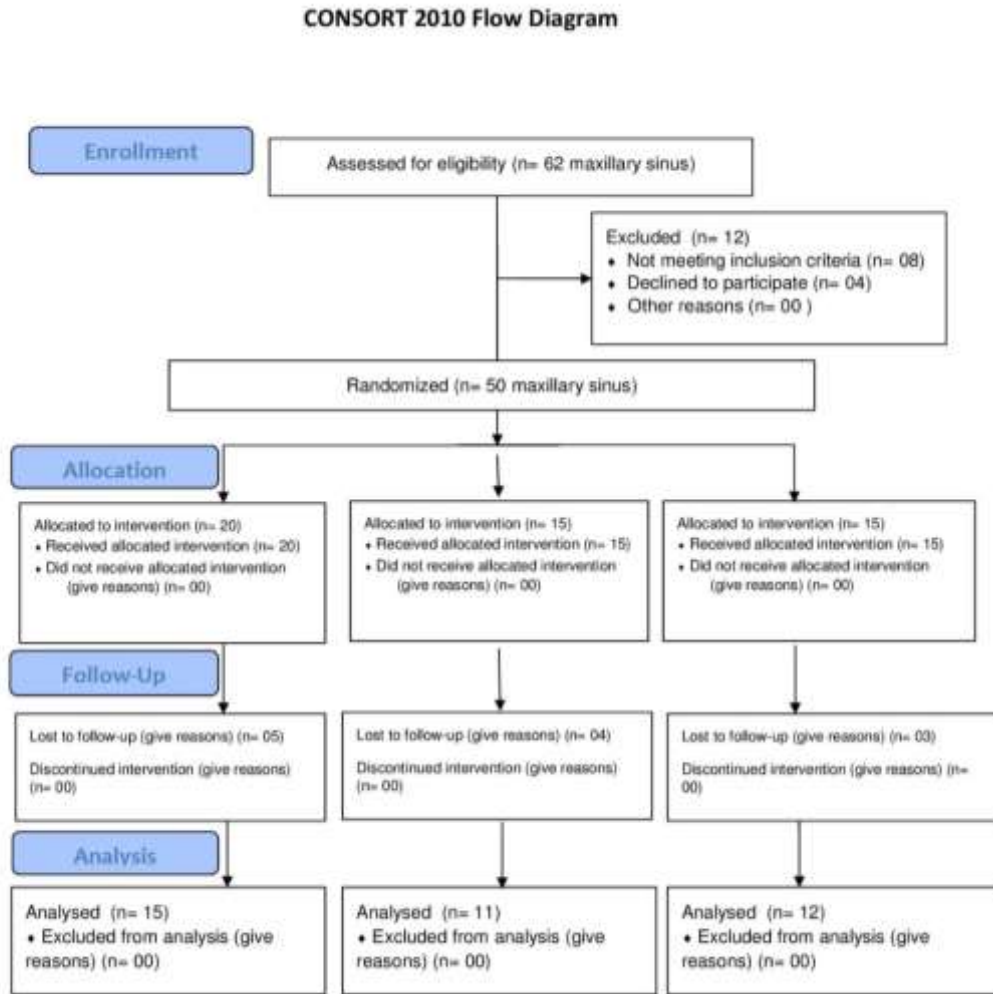 CONSORT 2010 Flow Diagram
Enrollment
Assessed for eligibility (n= 62 maxillary sinus)
Excluded (n= 12)
⬧ Not meeting inclusion criteria (n= 08)
⬧ Declined to participate (n= 04)
⬧ Other reasons (n= 00 )
Randomized (n= 50 maxillary sinus)
Allocation
Allocated to intervention (n= 20)
⬧ Received allocated intervention (n= 20)
⬧ Did not receive allocated intervention
(give reasons) (n= 00)
Allocated to intervention (n= 15)
⬧ Received allocated intervention (n= 15)
⬧ Did not receive allocated intervention
(give reasons) (n= 00)
Allocated to intervention (n= 15)
⬧ Received allocated intervention (n= 15)
⬧ Did not receive allocated intervention
(give reasons) (n= 00)
Follow-Up
Lost to follow-up (give reasons) (n= 05)
Discontinued intervention (give reasons)
(n= 00)
Lost to follow-up (give reasons) (n= 04)
Discontinued intervention (give reasons)
(n= 00)
Lost to follow-up (give reasons) (n= 03)
Discontinued intervention (give reasons) (n=
00)
Analysis
Analysed (n= 15)
⬧ Excluded from analysis (give
reasons) (n= 00)
Analysed (n= 11)
⬧ Excluded from analysis (give
reasons) (n= 00)
Analysed (n= 12)
⬧ Excluded from analysis (give
reasons) (n= 00)